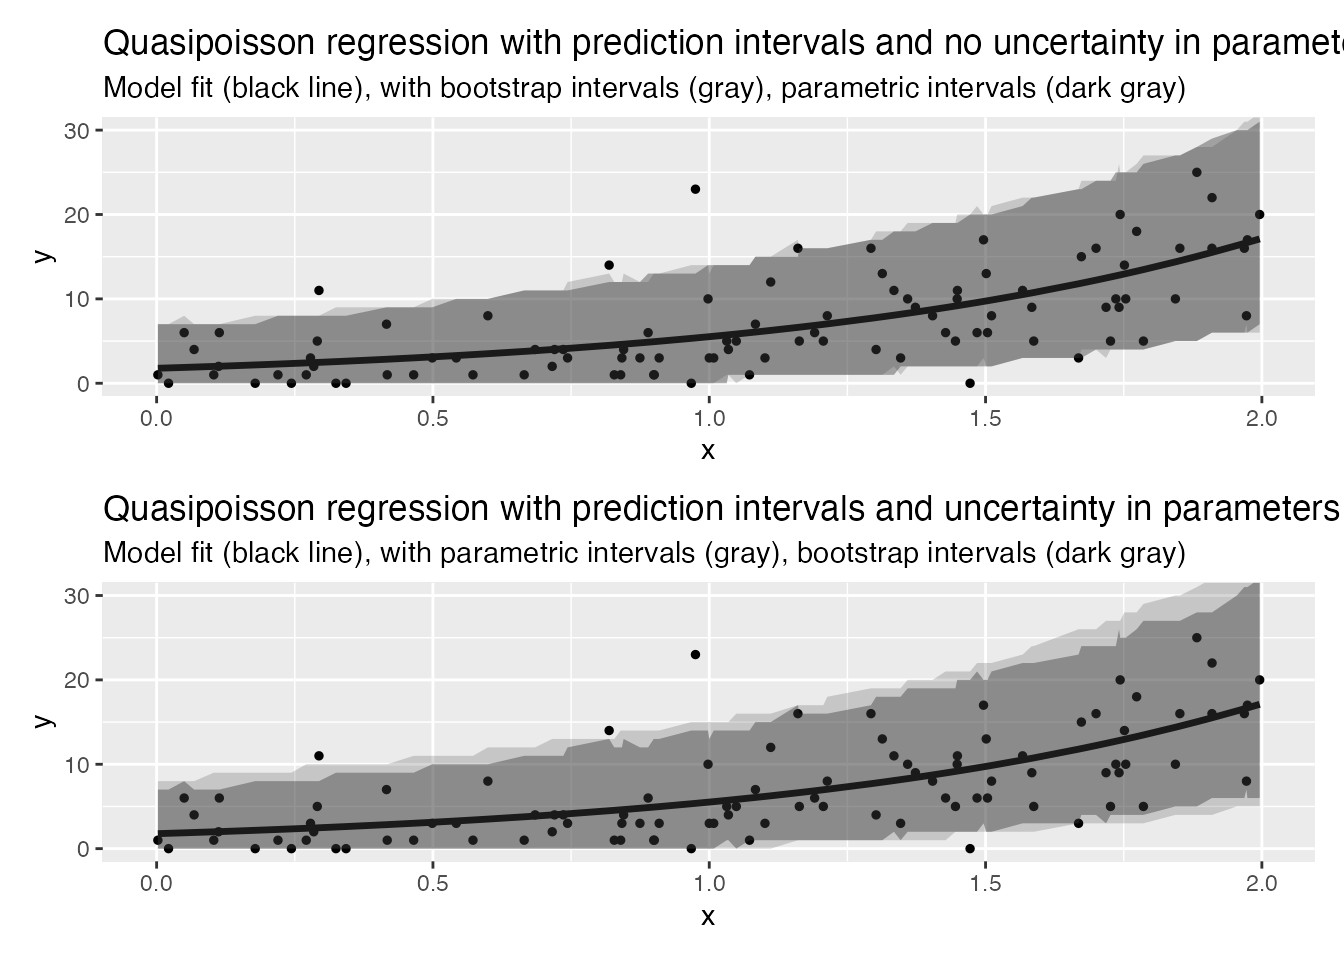 Quasipoisson regression with prediction intervals and no uncertainty in
Model fit (black line), with bootstrap intervals (gray), parametric intervals (dark gray)
30
20
10
0
y
0.0 0.5 1.0 1.5 2.0
x
Quasipoisson regression with prediction intervals and uncertainty in parameters
Model fit (black line), with parametric intervals (gray), bootstrap intervals (dark gray)
30
20
10
0
y
0.0 0.5 1.0 1.5 2.0
x